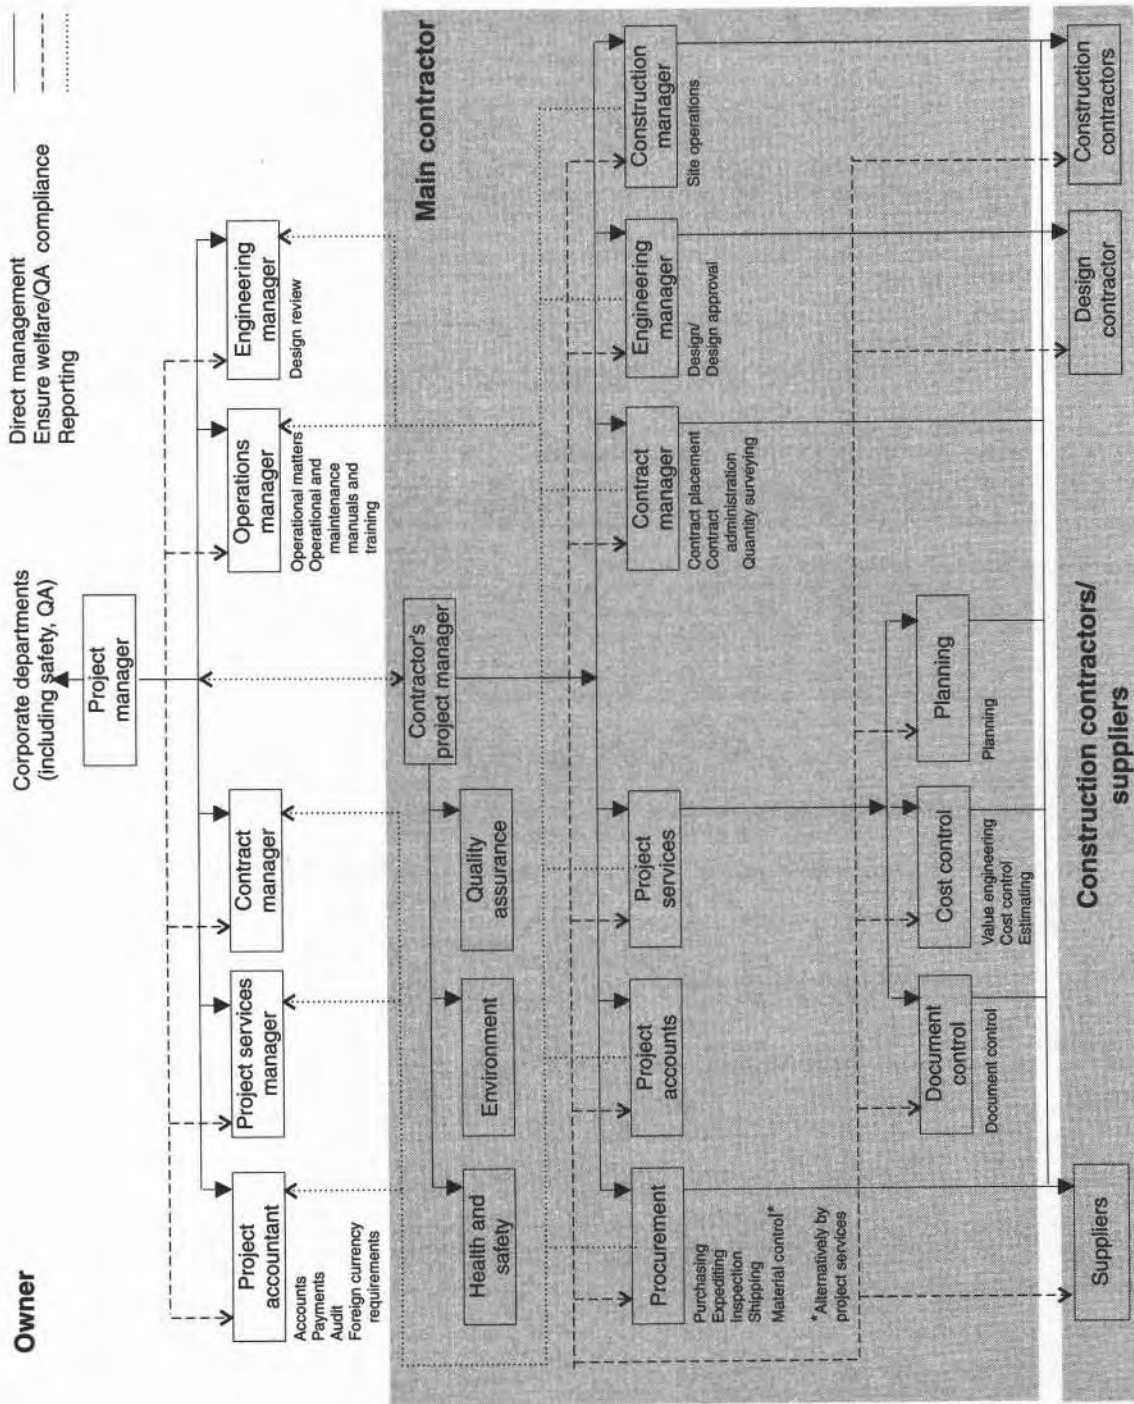 Owner
Corporate departments
(including safety, QA)
Direct management
Ensure welfare/QA compliance
Reporting
Project
manager
Project
accountant
Accounts
Payments
Audit
Foreign currency
requirements
Project services
manager
Contract
manager
Operations
manager
Operational matters
Operational and
maintenance
manuals and
training
Engineering
manager
Design review
Main contractor
Contractor's
project manager
Health and
safety
Environment
Quality
assurance
Procurement
Purchasing
Expediting
Inspection
Shipping
Material control*
*Alternatively by
project services
Project
accounts
Project
services
Contract
manager
Contract placement
Contract
administration
Quantity surveying
Engineering
manager
Design/
Design approval
Construction
manager
Site operations
Document
control
Document control
Cost control
Value engineering
Cost control
Estimating
Planning
Planning
Construction contractors/
suppliers
Suppliers
Design
contractor
Construction
contractors